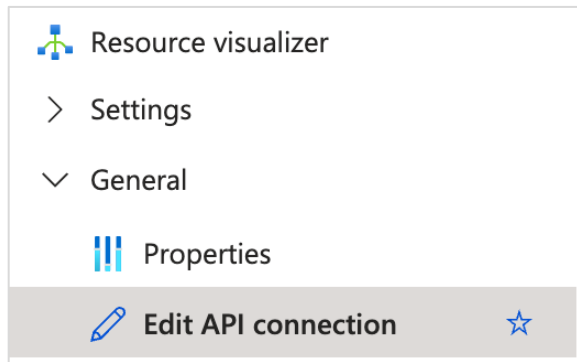 Resource visualizer
Settings
General
Properties
Edit API connection